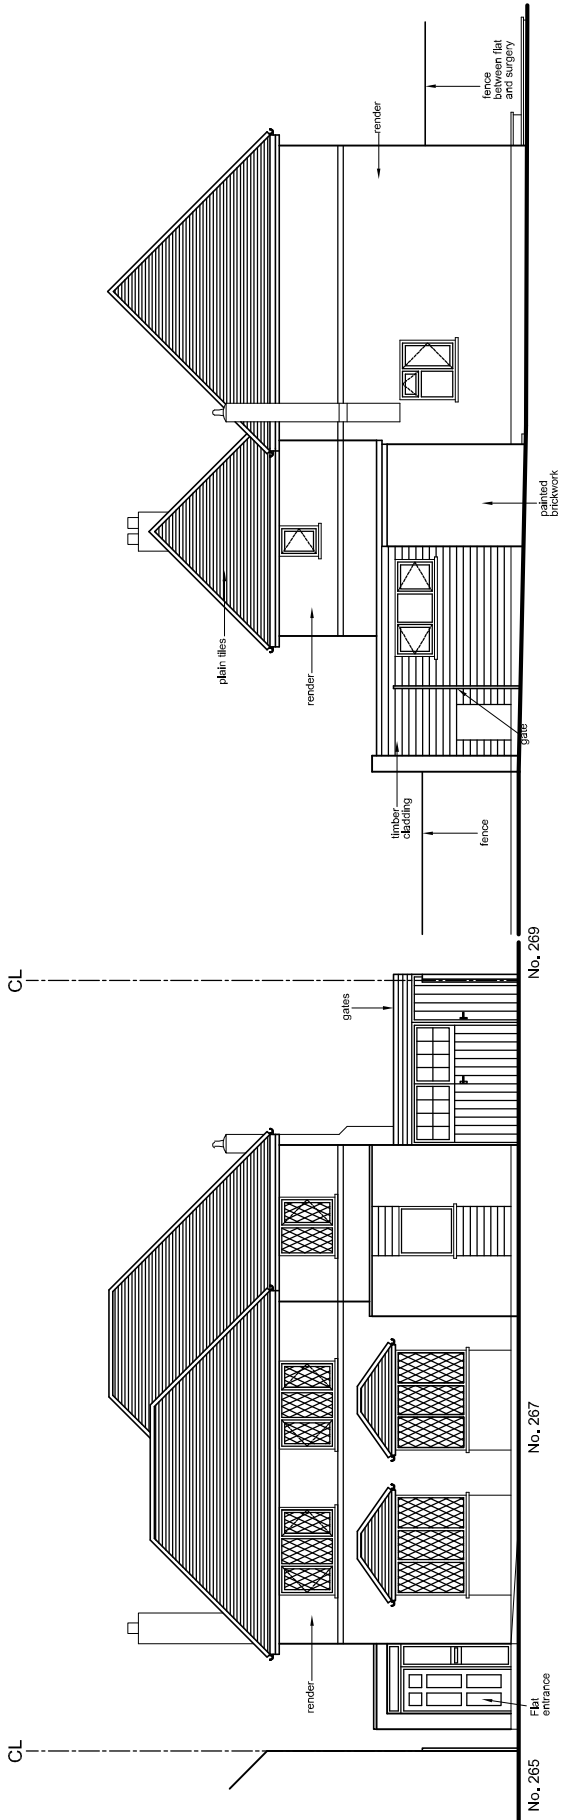 fence
between flat
and surgery
render
plain tiles
render
painted
brickwork
gate
timber
cladding
fence
CL
No. 269
gates
No. 267
render
Flat
entrance
CL
No. 265